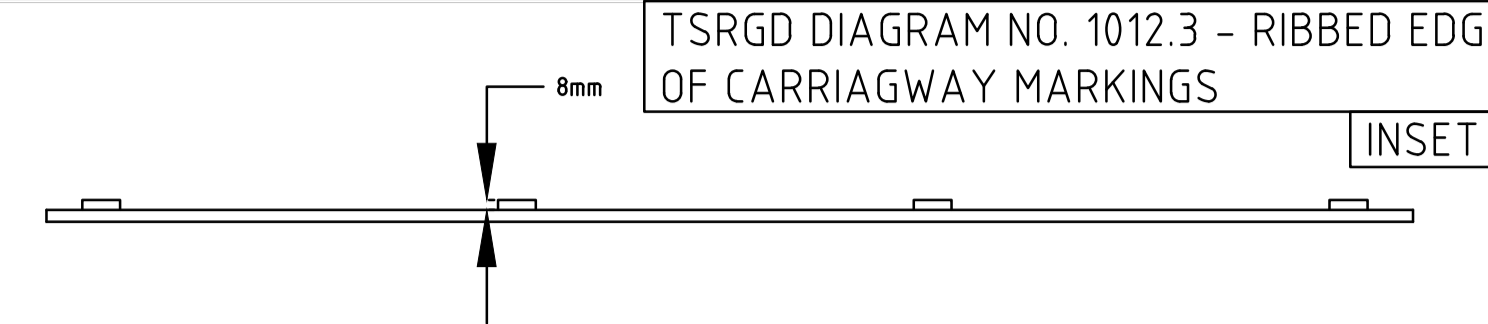 TSRGD DIAGRAM NO. 1012.3 - RIBBED EDG
OF CARRIAGWAY MARKINGS
8mm
INSET